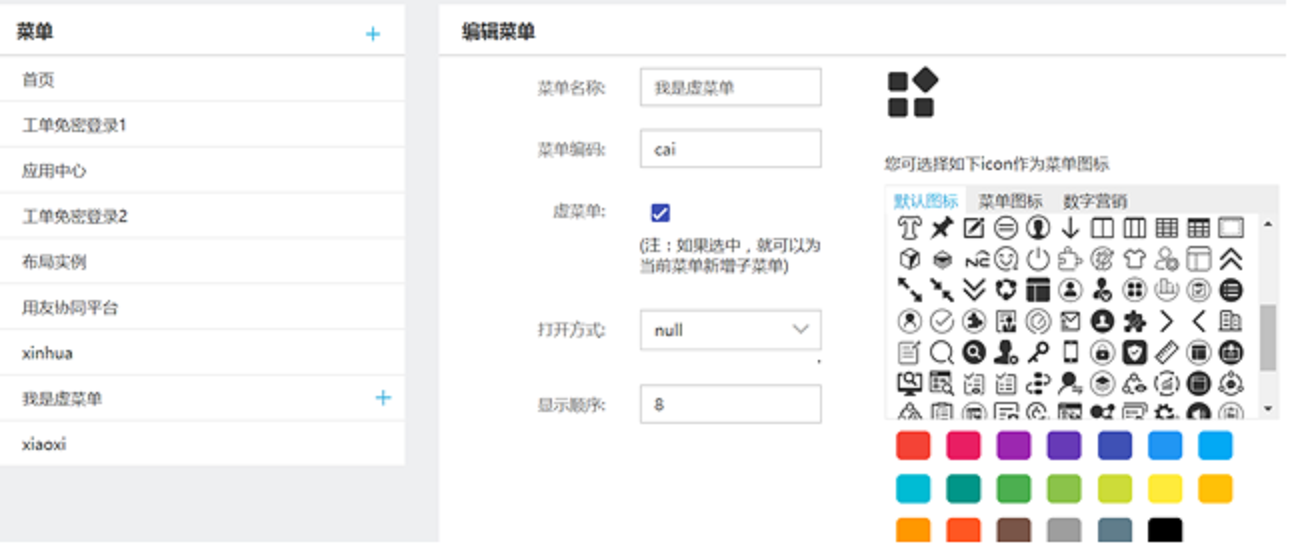 菜单
+
首页
工单免密登录1
应用中心
工单免密登录2
布局实例
用友协同平台
xinhua
我是虚菜单 +
xiaoxi
编辑菜单
菜单名称: 我是虚菜单
菜单编码: cai
虚菜单:
(注：如果选中，就可以为
当前菜单新增子菜单)
打开方式: null
显示顺序: 8
您可选择如下icon作为菜单图标
默认图标 菜单图标 数字营销